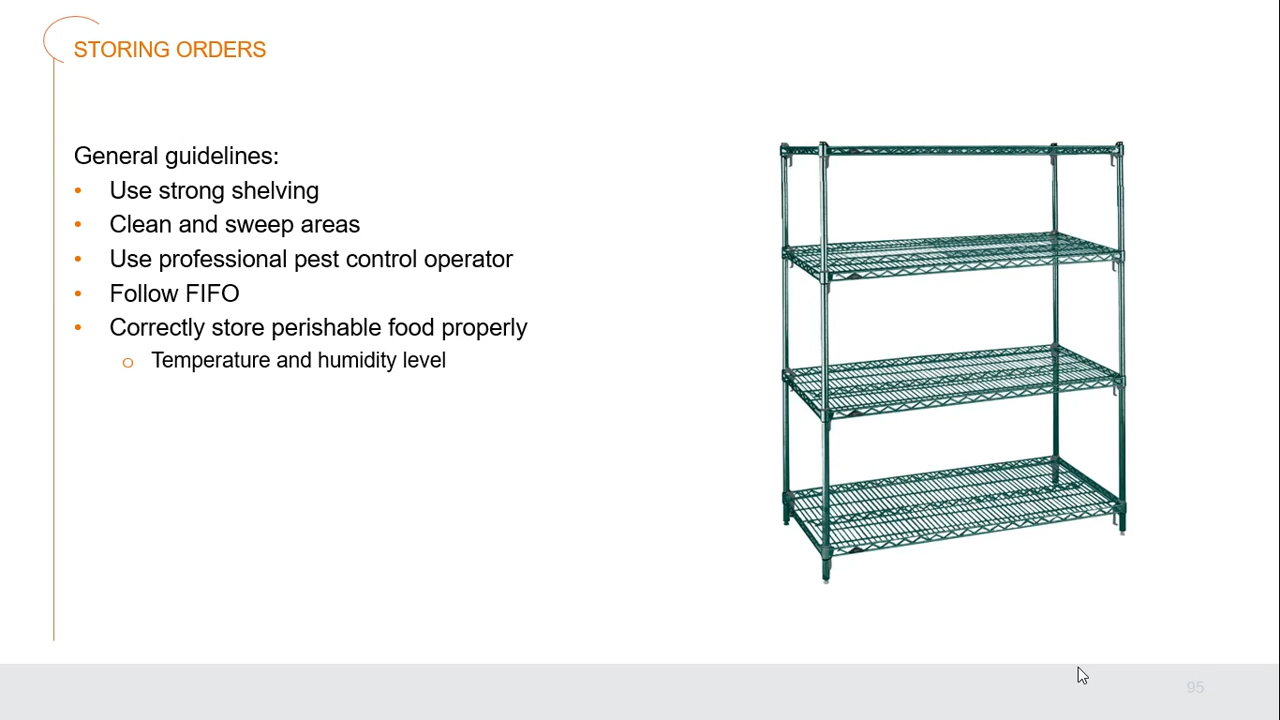 STORING ORDERS
General guidelines:
• Use strong shelving
• Clean and sweep areas
• Use professional pest control operator
• Follow FIFO
• Correctly store perishable food properly
o Temperature and humidity level
95